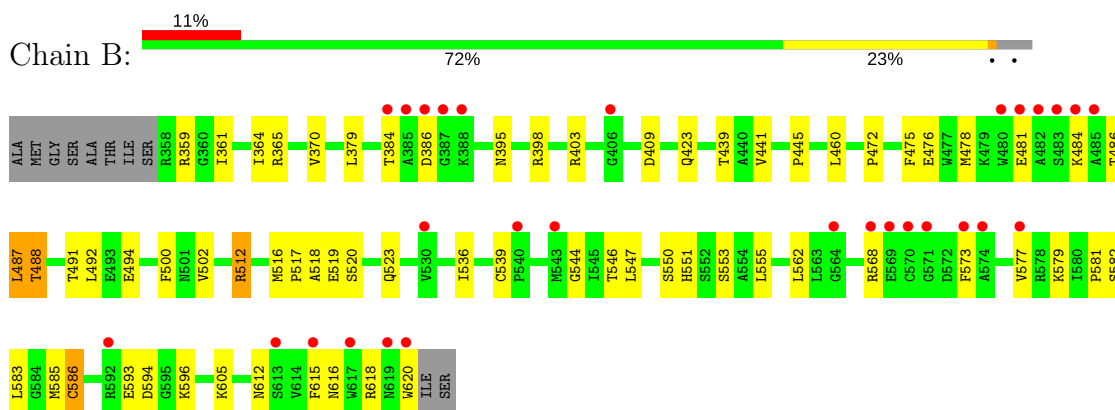 11%
Chain B:
72% 23% • •
ALA MET GLY SER ALA THR ILE SER R358 R359 G360 I361 I364 R365 V370 L379 T384 A385 D386 G387 K388 N395 R398 R403 G406 D409 Q423 T439 A440 V441 P445 L460 P472 F475 E476 W477 M478 K479 W480 E481 A482 S483 K484 A485 T486
L487 T488 T491 L492 E493 E494 F500 N501 V502 R512 M516 P517 A518 E519 S520 Q523 V530 I536 C539 P540 M543 G544 I545 T546 L547 S550 H551 S552 S553 A554 L555 L562 L563 G564 R568 E569 C570 G571 D572 F573 A574 V577 R578 K579 I580 P581 S582
L583 G584 M585 C586 R592 E593 D594 G595 K596 K605 N612 S613 V614 F615 N616 W617 R618 N619 W620 ILE SER